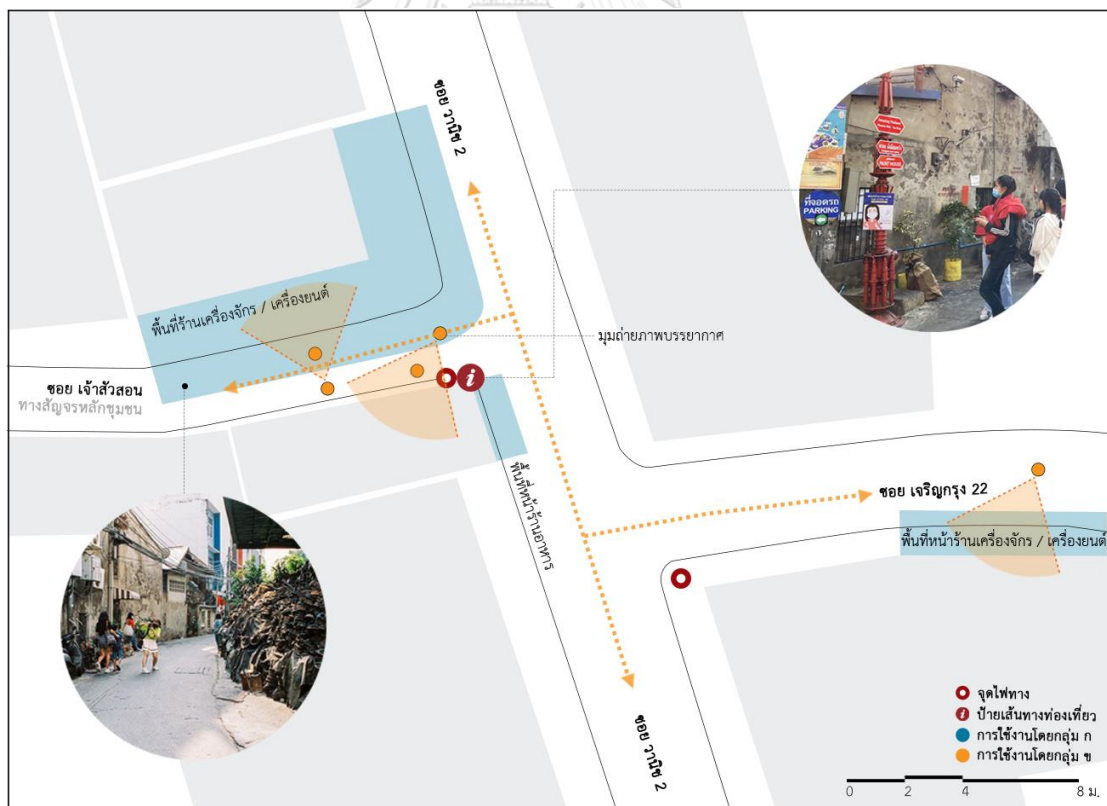 ซอย วานิช 2
ที่จอดรถ
PARKING
พื้นที่ร้านเครื่องจักร / เครื่องยนต์
มุมถ่ายภาพบรรยากาศ
i
ซอย เจ้าสัวสอน
ทางสัญจรหลักชุมชน
พื้นที่หน้าร้านอาหาร
ซอย เจริญกรุง 22
พื้นที่หน้าร้านเครื่องจักร / เครื่องยนต์
ซอย วานิช 2
จุดไฟทาง
i ป้ายเส้นทางท่องเที่ยว
การใช้งานโดยกลุ่ม ก
การใช้งานโดยกลุ่ม ข
0 2 4 8 ม.